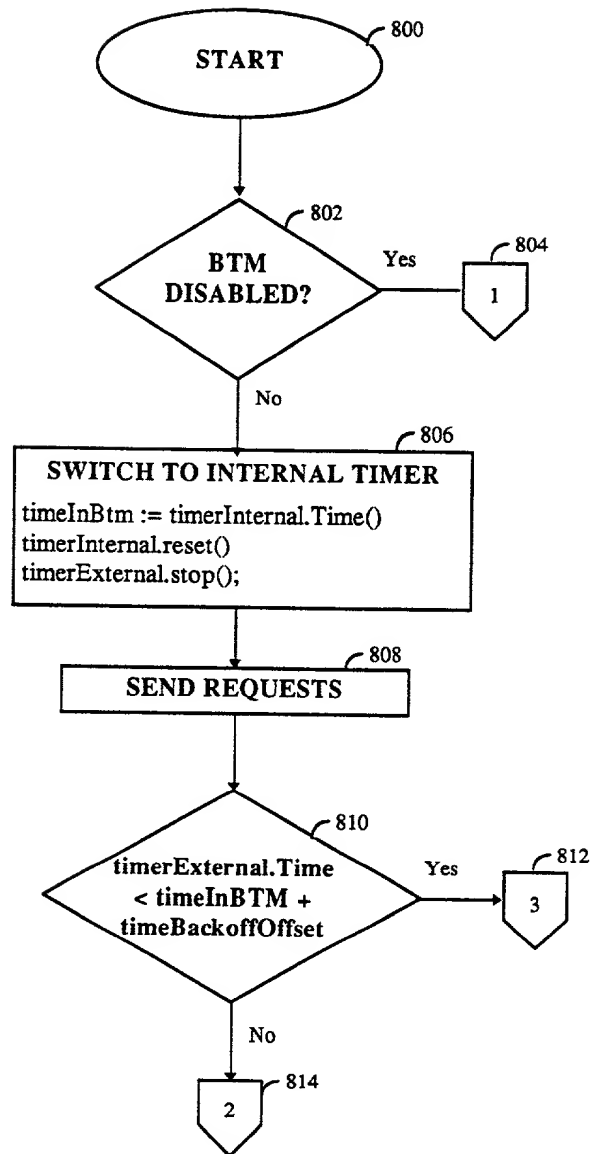 800
START
802
BTM
DISABLED?
Yes
804
1
No
806
SWITCH TO INTERNAL TIMER
timeInBtm := timerInternal.Time()
timerInternal.reset()
timerExternal.stop();
808
SEND REQUESTS
810
timerExternal.Time
< timeInBTM +
timeBackoffOffset
Yes
812
3
No
814
2